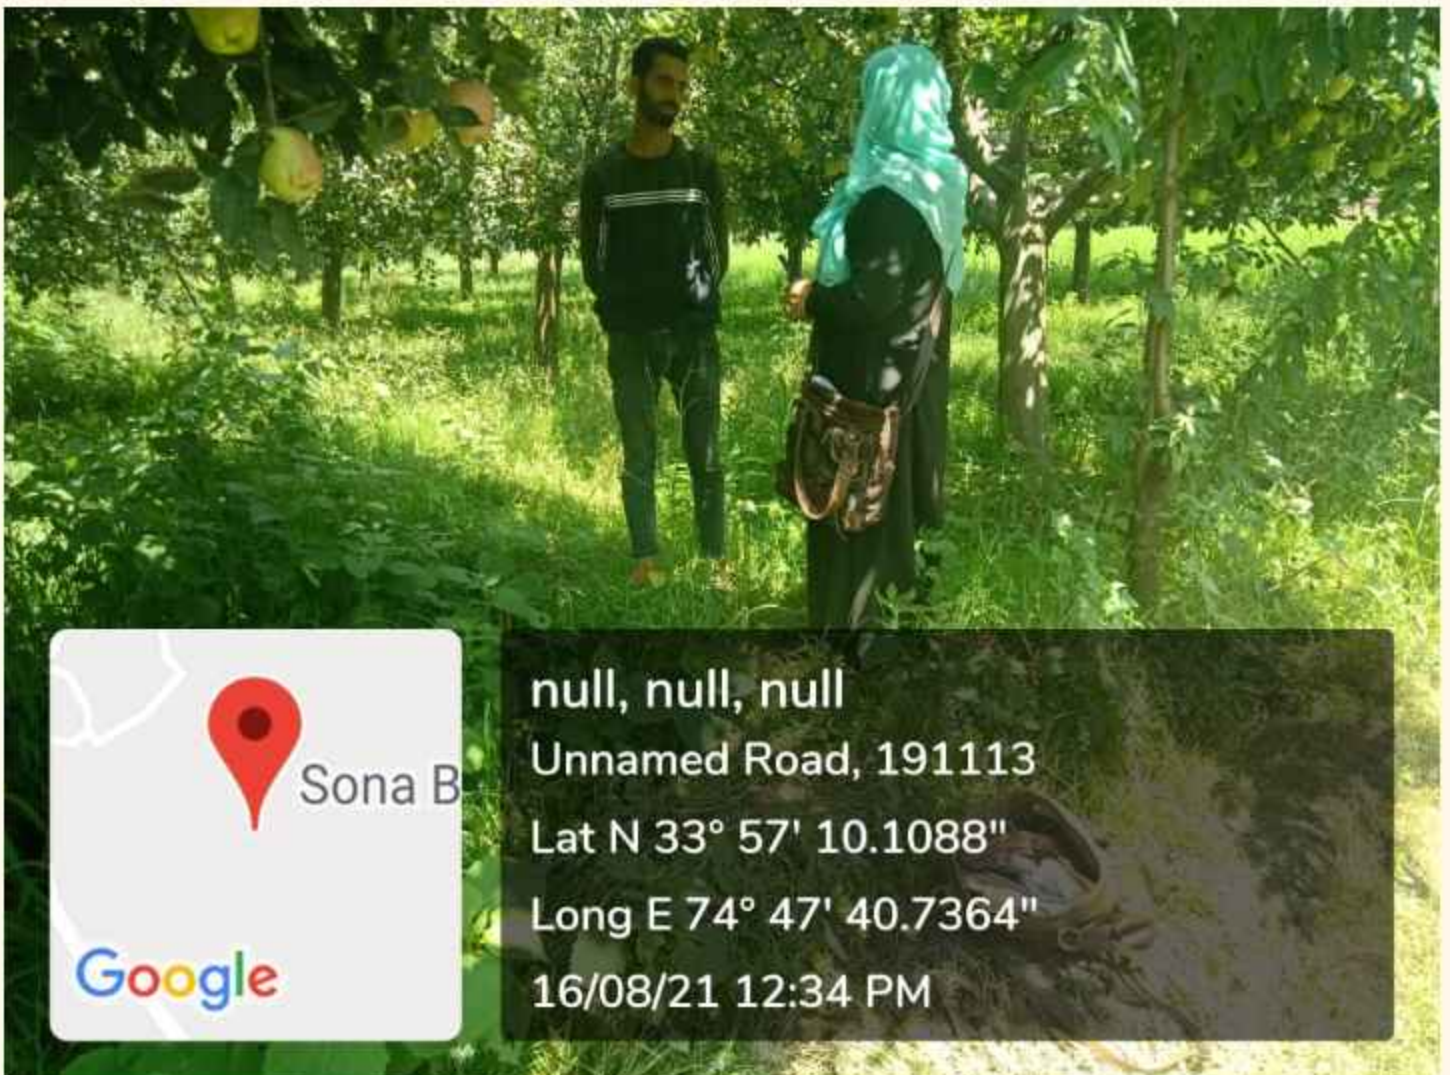 Sona B
Google
null, null, null
Unnamed Road, 191113
Lat N 33° 57' 10.1088"
Long E 74° 47' 40.7364"
16/08/21 12:34 PM